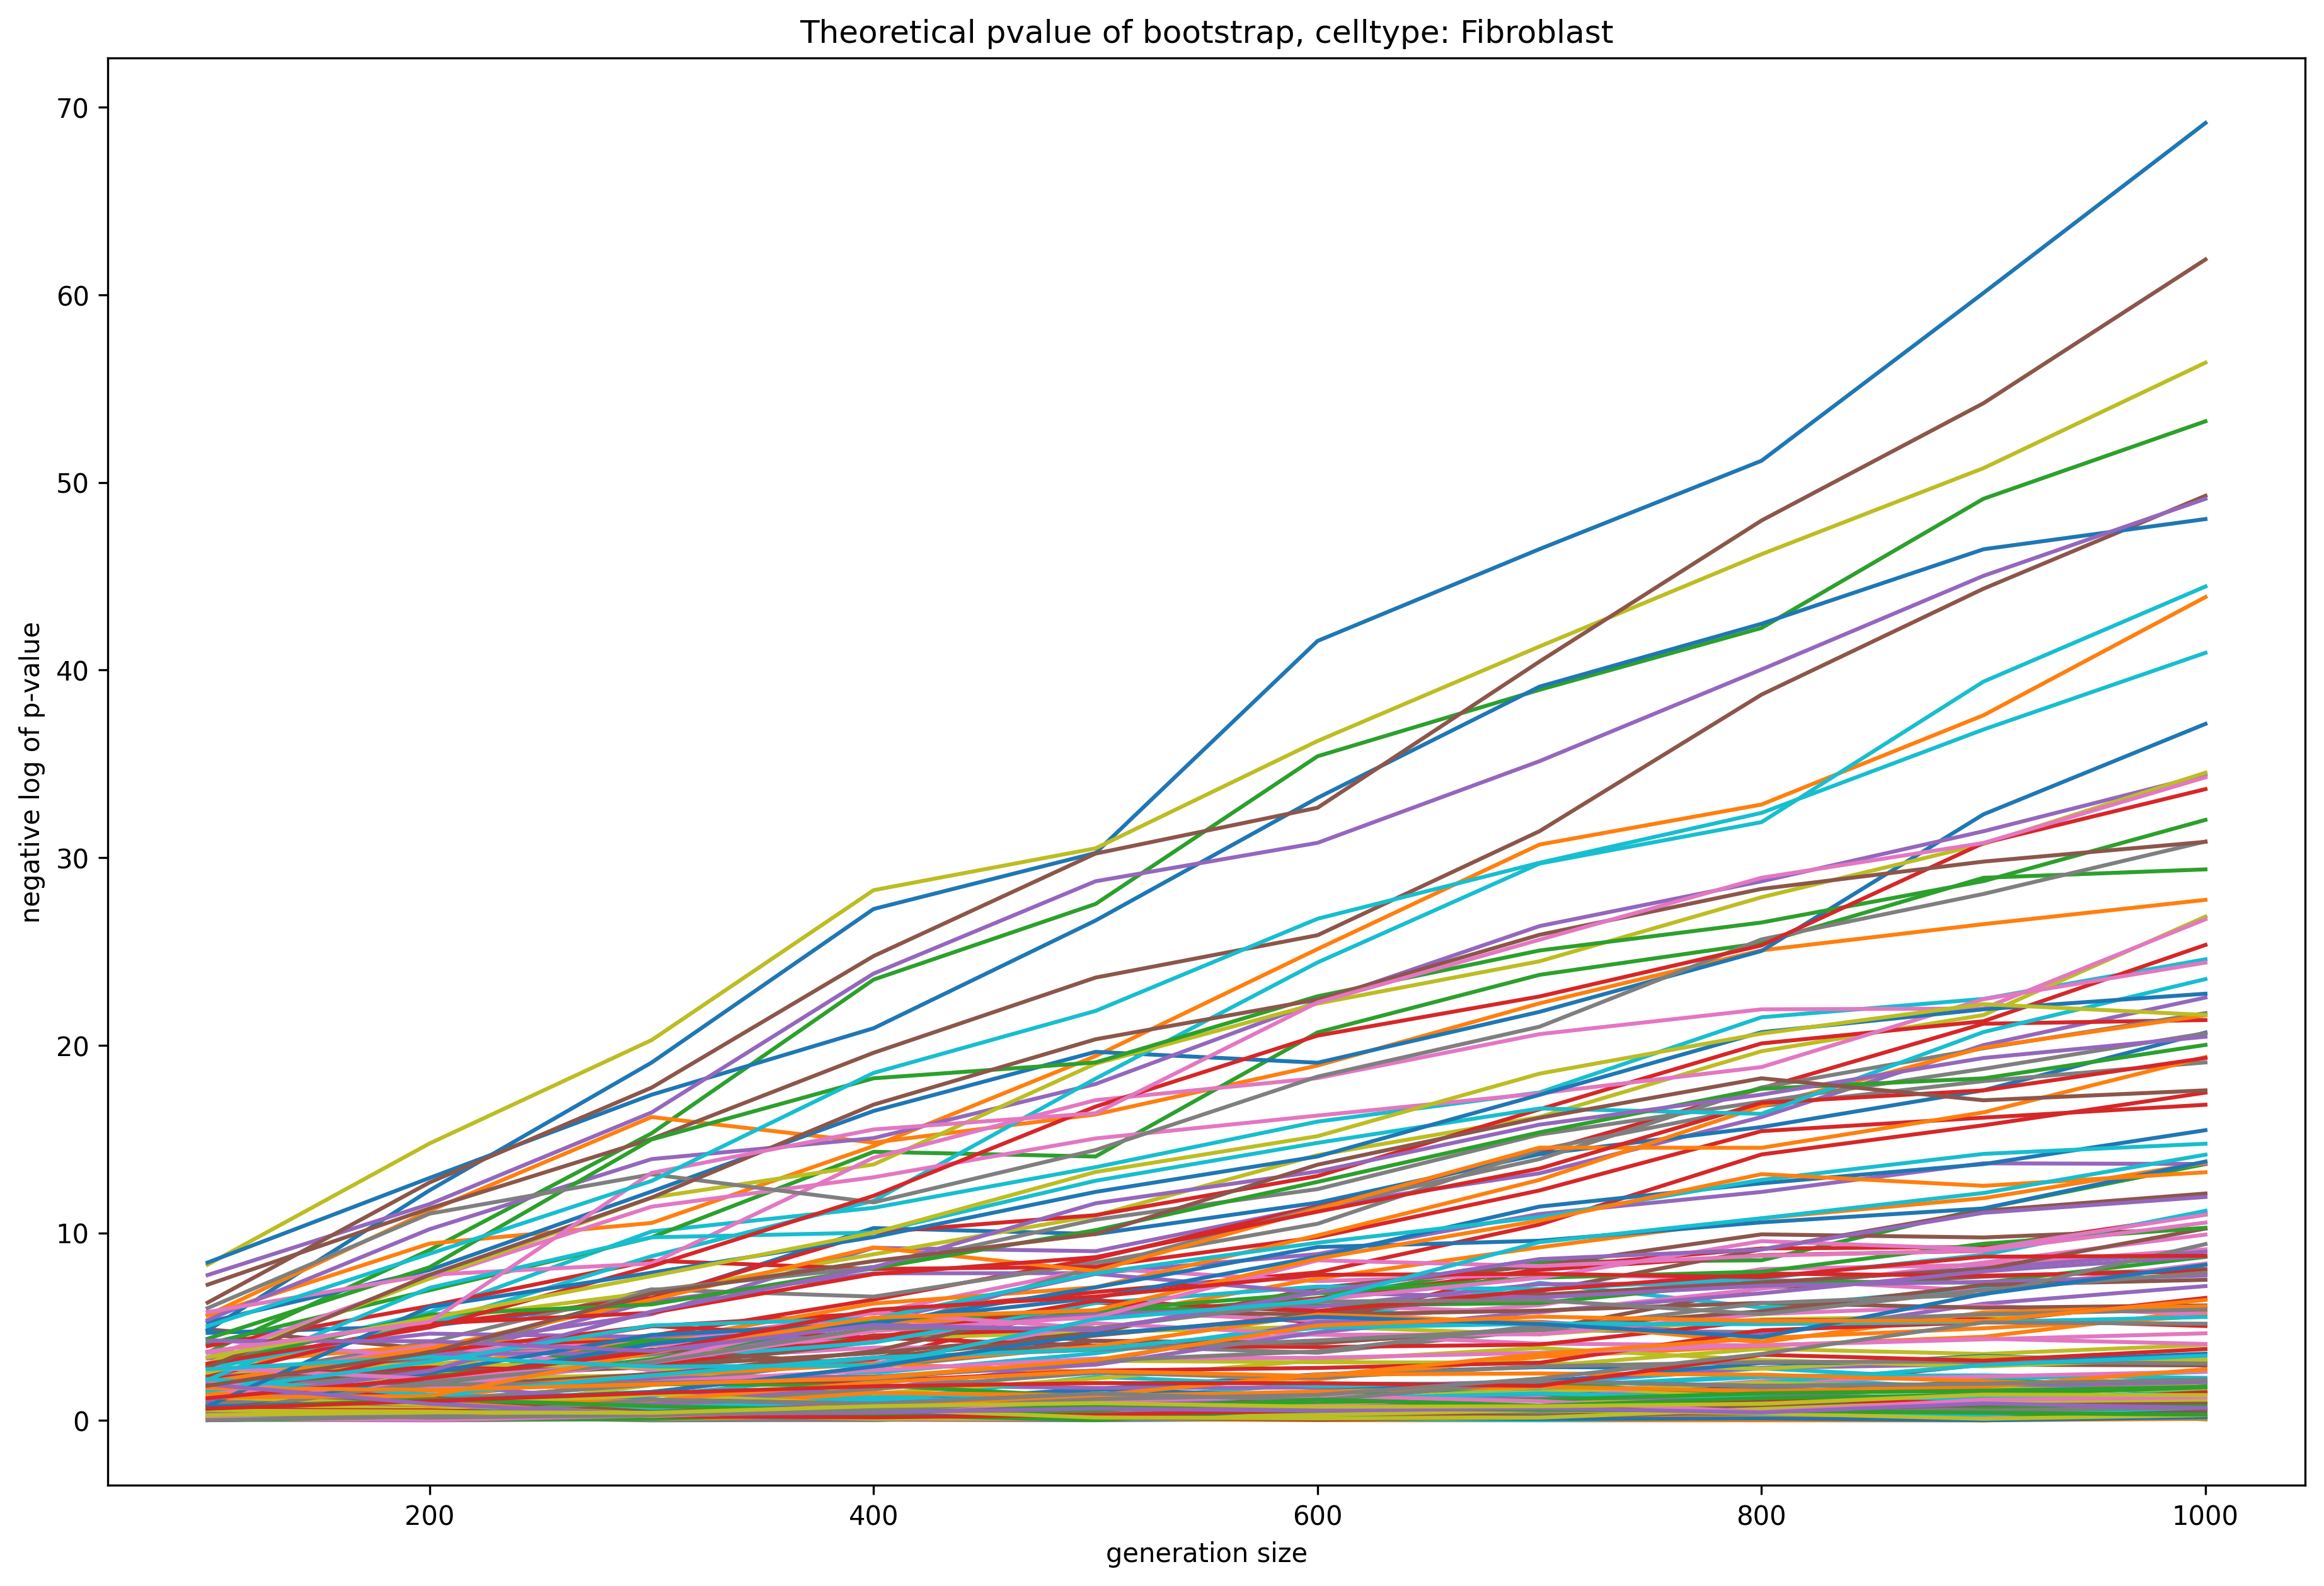 Theoretical pvalue of bootstrap, celltype: Fibroblast
negative log of p-value
70
60
50
40
30
20
10
0
200 400 600 800 1000
generation size